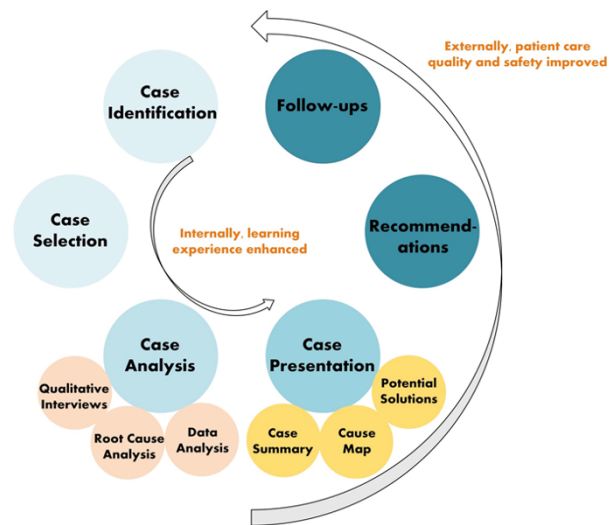 Externally, patient care
quality and safety improved
Case
Identification
Follow-ups
Case
Selection
Internally, learning
experience enhanced
Recommend-
ations
Case
Analysis
Case
Presentation
Qualitative
Interviews
Root Cause
Analysis
Data
Analysis
Case
Summary
Cause
Map
Potential
Solutions